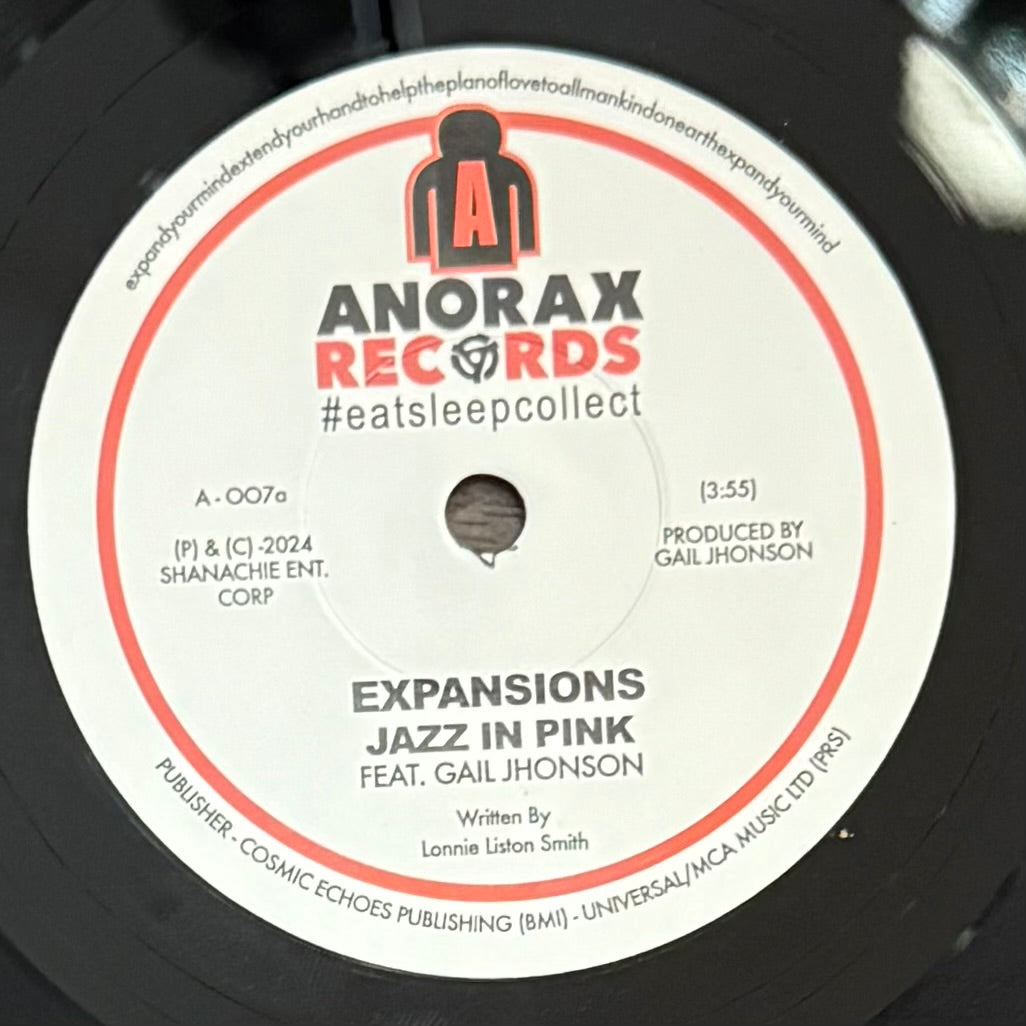 expandyourmindextendyourhandtohelptheplanoflovetoallmankindonearthexpandyourmind
A
ANORAX
RECORDS
#eatsleepcollect
A-007a
(P) & (C) -2024
SHANACHIE ENT.
CORP
(3:55)
PRODUCED BY
GAIL JHONSON
EXPANSIONS
JAZZ IN PINK
FEAT. GAIL JHONSON
Written By
Lonnie Liston Smith
PUBLISHER - COSMIC ECHOES PUBLISHING (BMI) - UNIVERSAL/MCA MUSIC LTD (PRS)